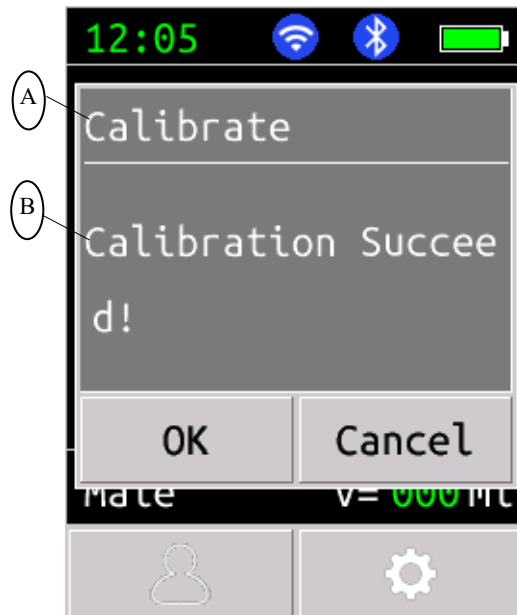 12:05
A
Calibrate
B
Calibration Succee
d!
OK Cancel
Male V= 000 Ml